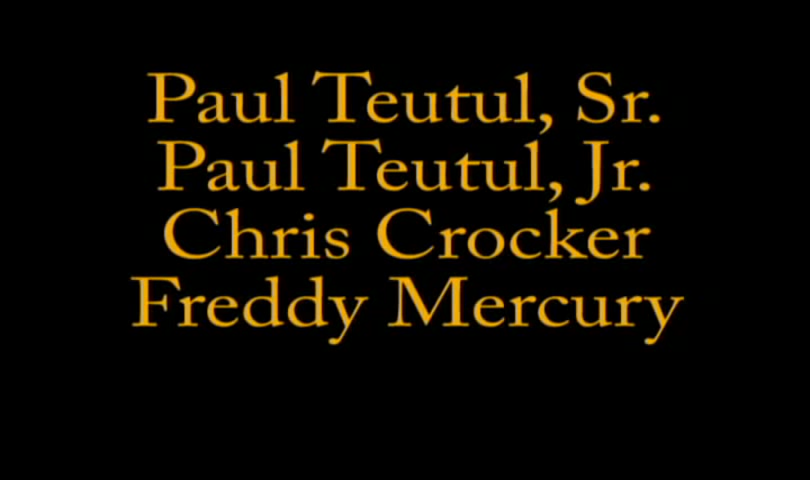 Paul Teutul, Sr.
Paul Teutul, Jr.
Chris Crocker
Freddy Mercury